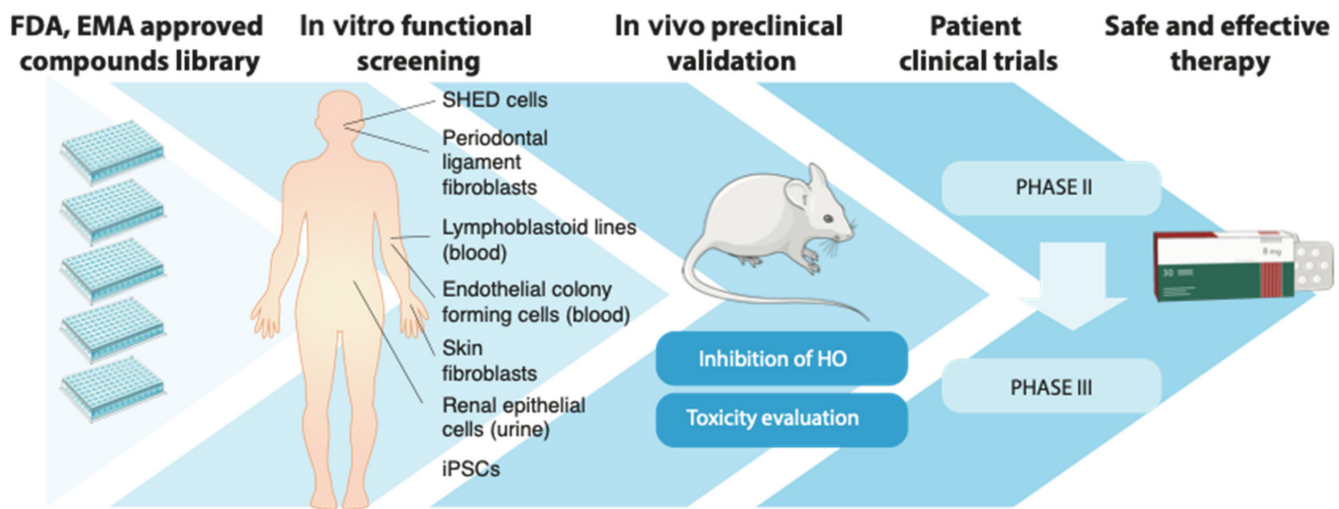 FDA, EMA approved
compounds library
In vitro functional
screening
In vivo preclinical
validation
Patient
clinical trials
Safe and effective
therapy
SHED cells
Periodontal
ligament
fibroblasts
Lymphoblastoid lines
(blood)
Endothelial colony
forming cells (blood)
Skin
fibroblasts
Renal epithelial
cells (urine)
iPSCs
Inhibition of HO
Toxicity evaluation
PHASE II
PHASE III
8 mg
30